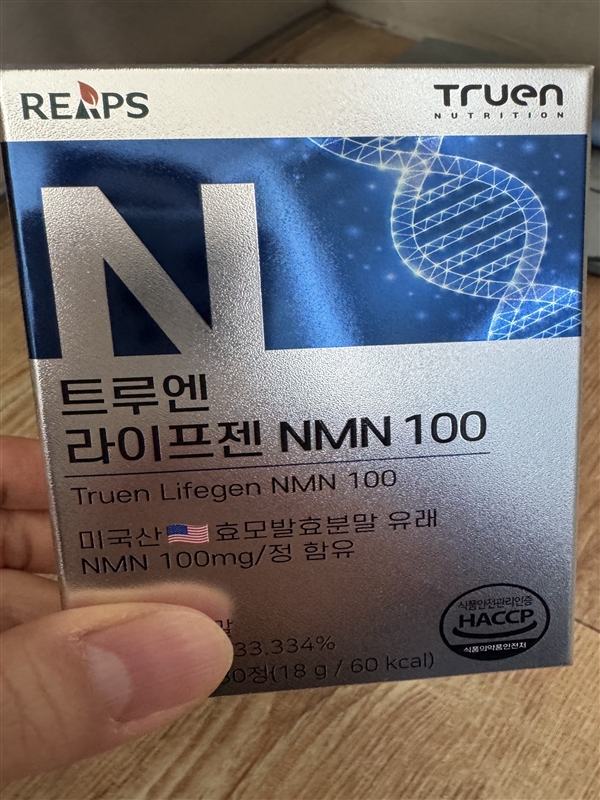 REAPS
Truen
NUTRITION
N
트루엔
라이프젠 NMN 100
Truen Lifegen NMN 100
미국산 효모발효분말 유래
NMN 100mg/정 함유
말
33.334%
0정(18 g / 60 kcal)
식품안전관리인증
HACCP
식품의약품안전처